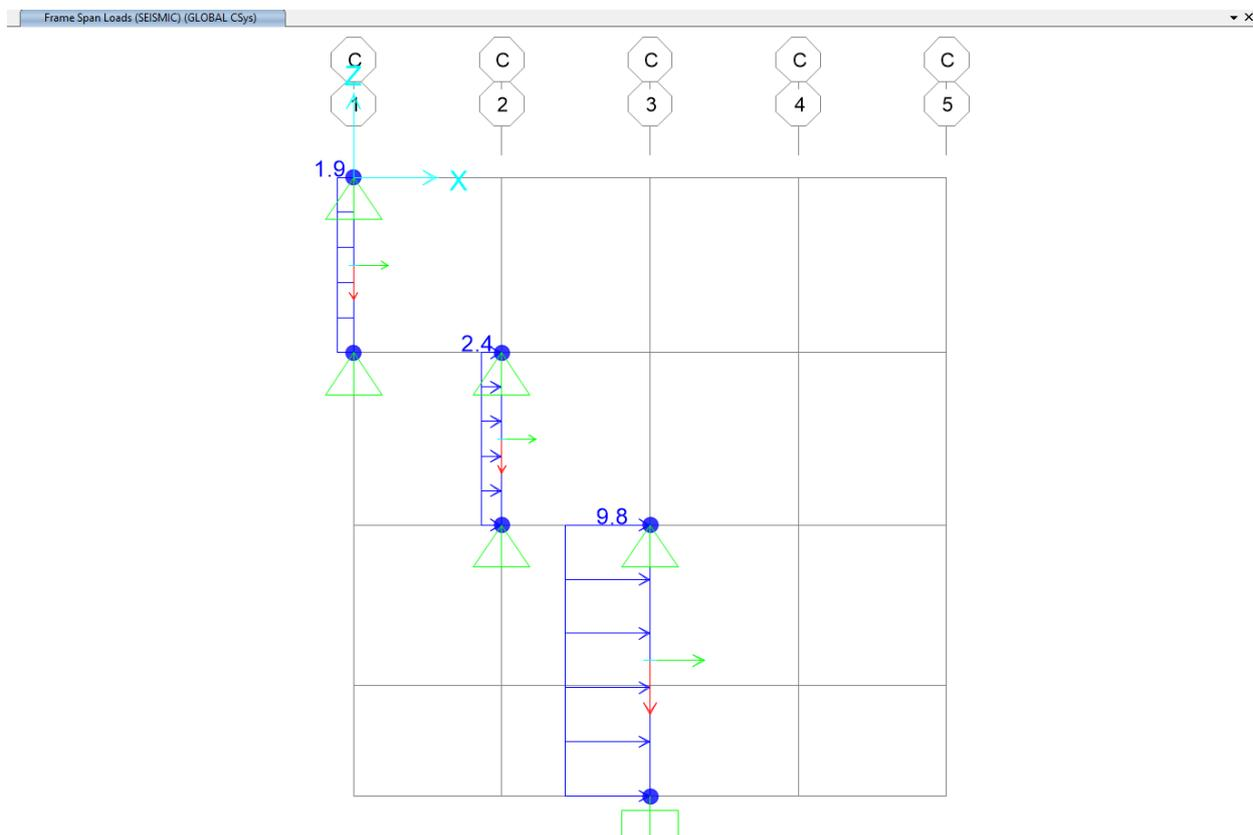 Frame Span Loads (SEISMIC) (GLOBAL CSys)
C C C C C
Z
1 2 3 4 5
1.9
X
2.4
9.8